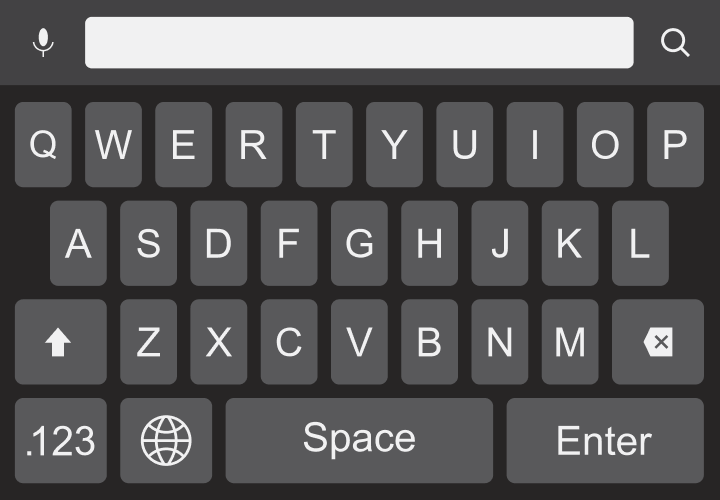 Q W E R T Y U I O P
A S D F G H J K L
Z X C V B N M
.123 Space Enter